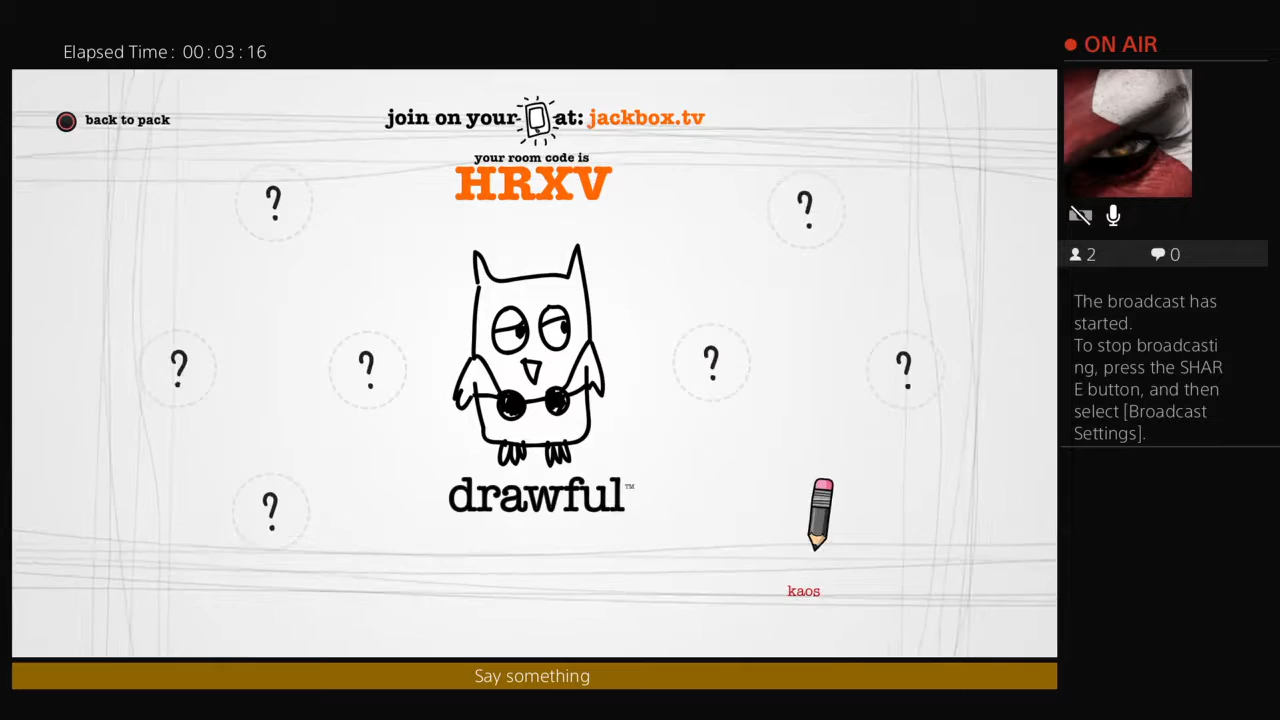 Elapsed Time: 00:03:16
ON AIR
back to pack
join on your at: jackbox.tv
your room code is
HRXV
?
?
2
0
The broadcast has
started.
To stop broadcasti
ng, press the SHAR
E button, and then
select [Broadcast
Settings].
?
?
?
?
drawful™
?
kaos
Say something